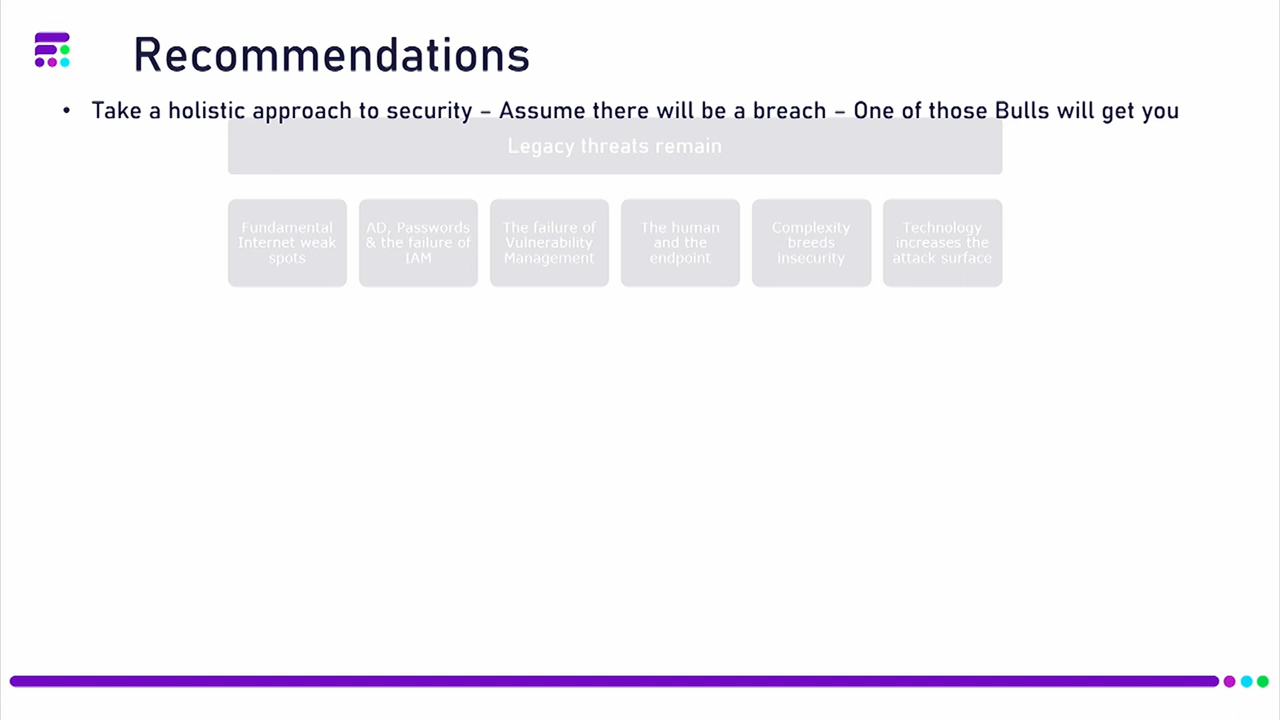 Recommendations
• Take a holistic approach to security – Assume there will be a breach – One of those Bulls will get you
Legacy threats remain
Fundamental
Internet weak
spots
AD, Passwords
& the failure of
IAM
The failure of
Vulnerability
Management
The human
and the
endpoint
Complexity
breeds
insecurity
Technology
increases the
attack surface